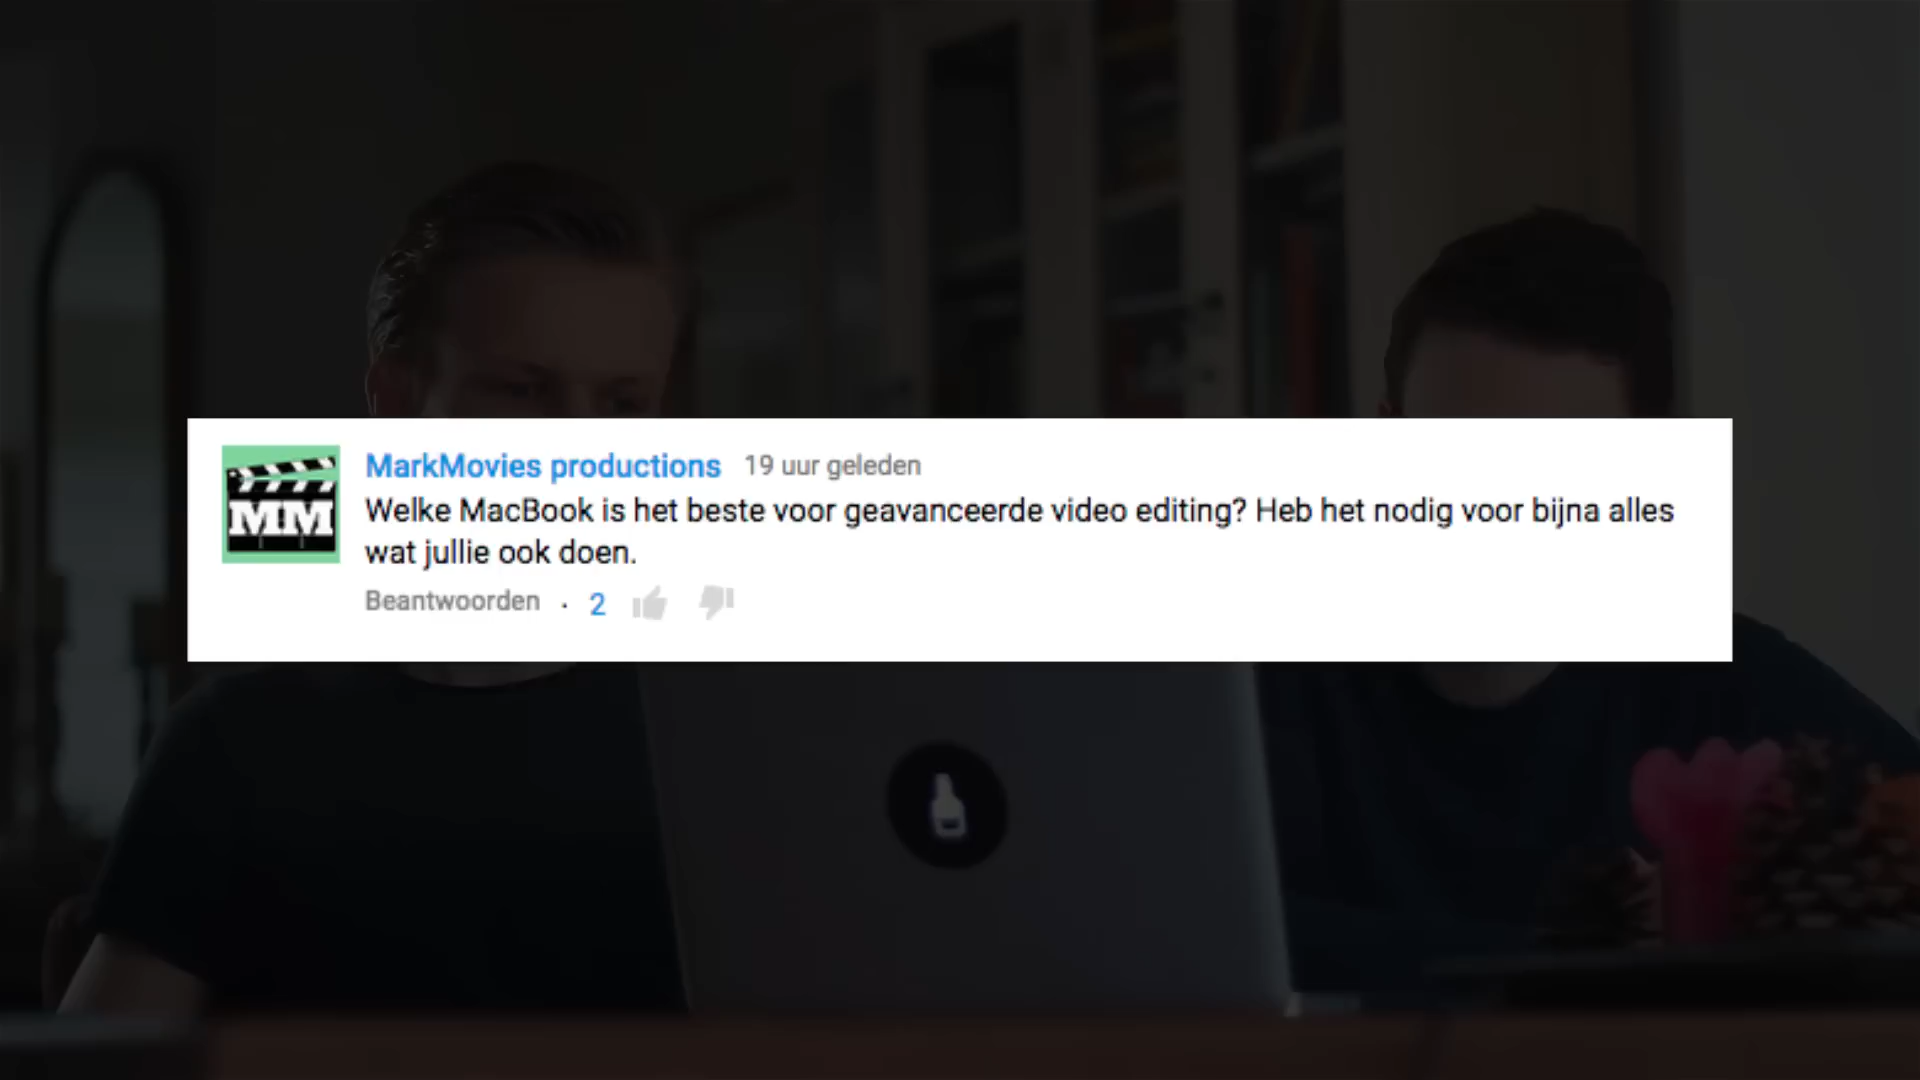 MM
MarkMovies productions 19 uur geleden
Welke MacBook is het beste voor geavanceerde video editing? Heb het nodig voor bijna alles
wat jullie ook doen.
Beantwoorden · 2